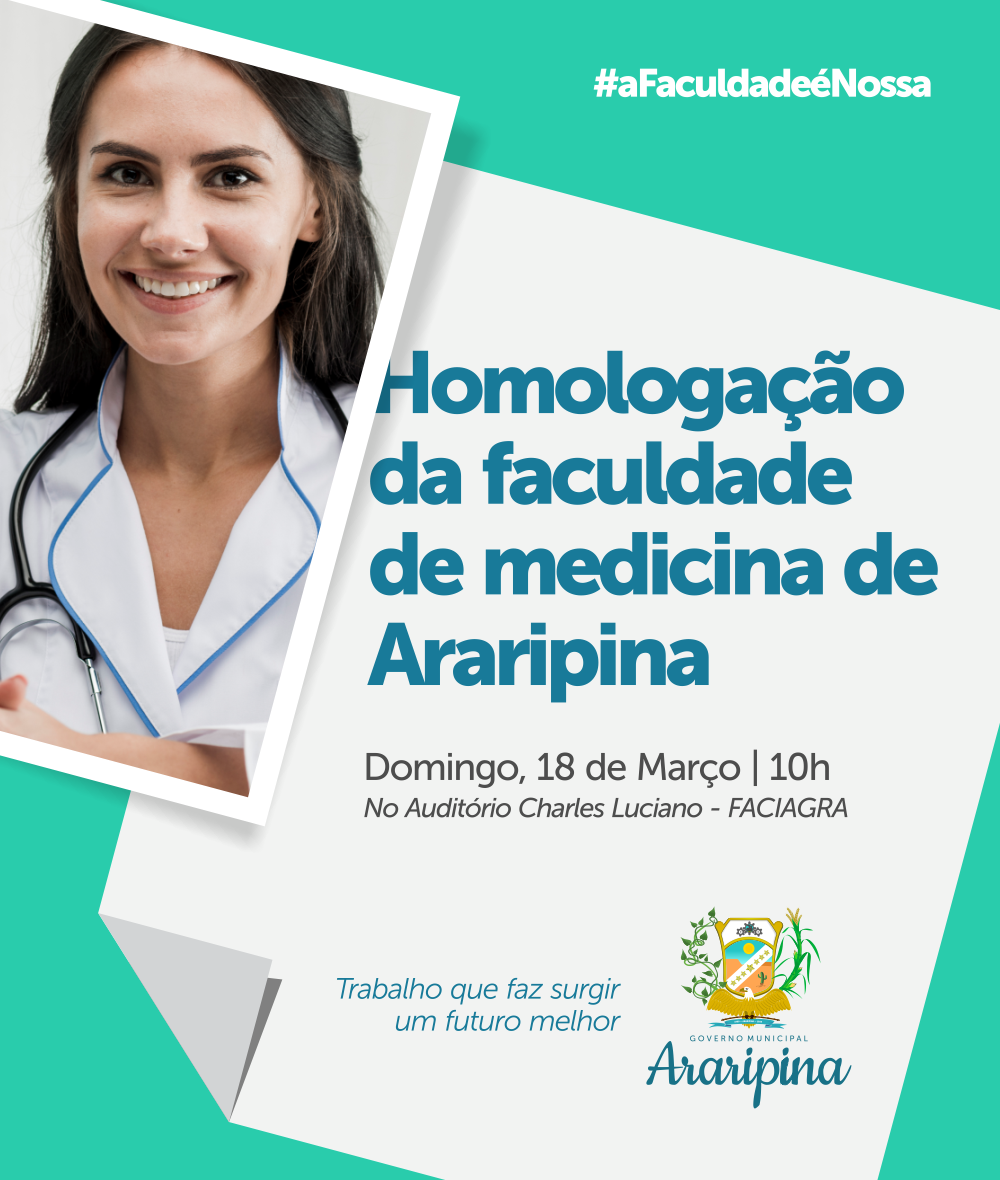 #aFaculdadeéNossa
Homologação
da faculdade
de medicina de
Araripina
Domingo, 18 de Março | 10h
No Auditório Charles Luciano - FACIAGRA
Trabalho que faz surgir
um futuro melhor
GOVERNO MUNICIPAL
Araripina